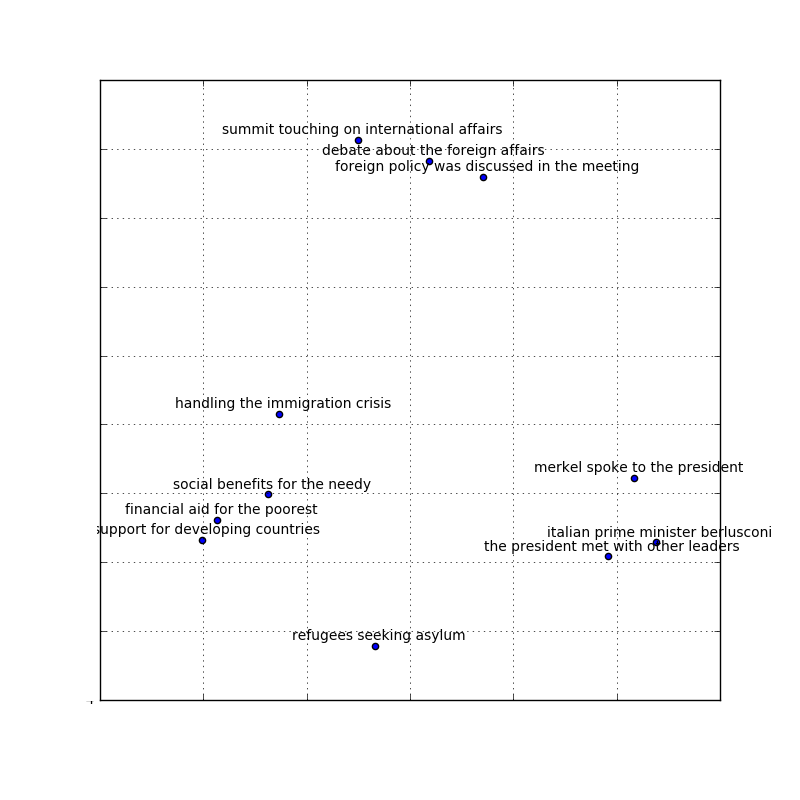 summit touching on international affairs
debate about the foreign affairs
foreign policy was discussed in the meeting
handling the immigration crisis
merkel spoke to the president
social benefits for the needy
financial aid for the poorest
support for developing countries
italian prime minister berlusconi
the president met with other leaders
refugees seeking asylum